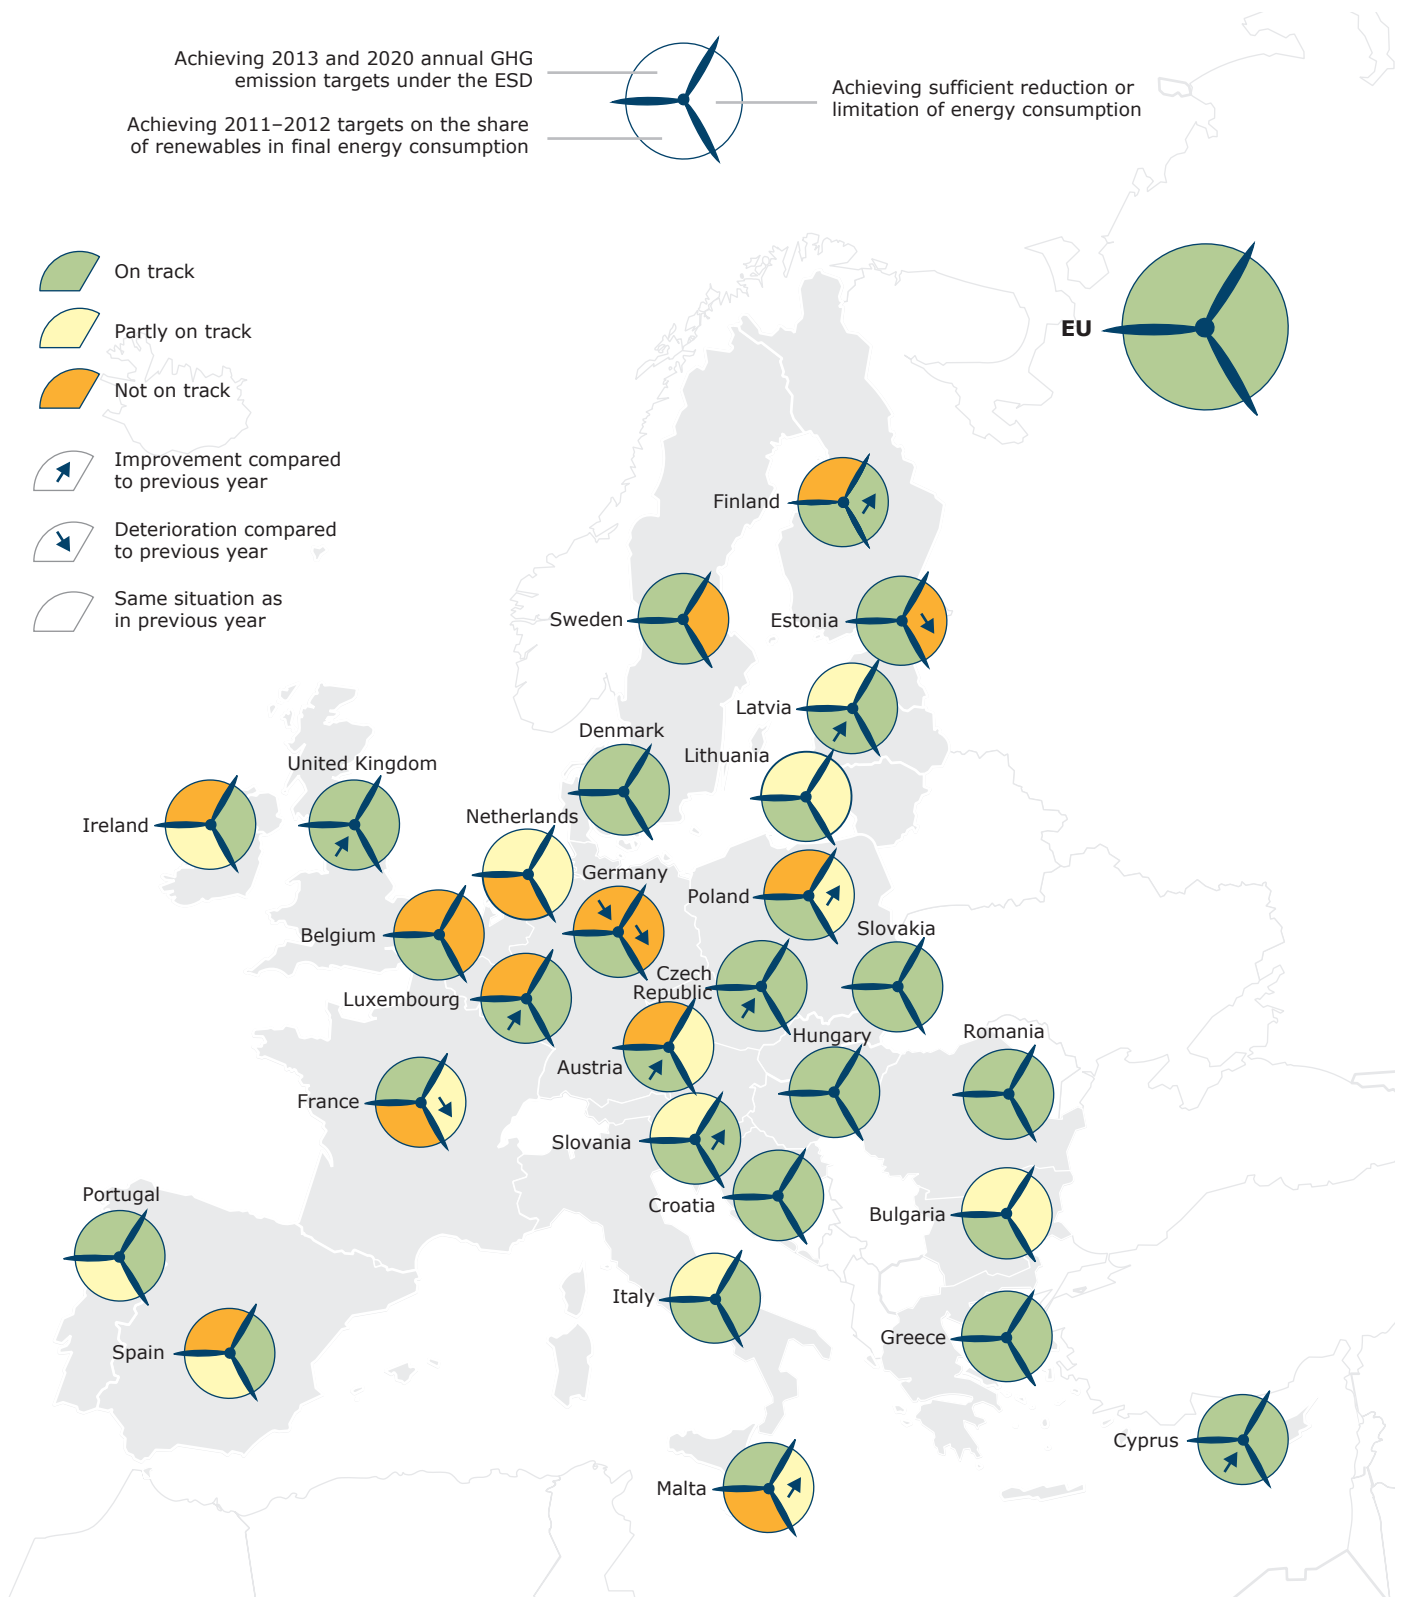 Achieving 2013 and 2020 annual GHG
emission targets under the ESD
Achieving sufficient reduction or
limitation of energy consumption
Achieving 2011–2012 targets on the share
of renewables in final energy consumption
On track
Partly on track
Not on track
Improvement compared
to previous year
Deterioration compared
to previous year
Same situation as
in previous year
EU
Finland
Sweden
Estonia
Latvia
Denmark
Lithuania
United Kingdom
Ireland
Netherlands
Germany
Poland
Belgium
Slovakia
Luxembourg
Czech
Republic
Hungary
Romania
Austria
France
Slovania
Croatia
Portugal
Bulgaria
Italy
Spain
Greece
Cyprus
Malta